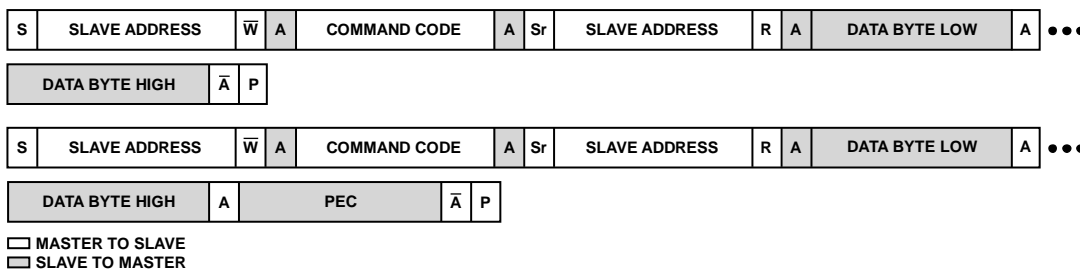 S SLAVE ADDRESS W̅ A COMMAND CODE A Sr SLAVE ADDRESS R A DATA BYTE LOW A •••
DATA BYTE HIGH A̅ P
S SLAVE ADDRESS W̅ A COMMAND CODE A Sr SLAVE ADDRESS R A DATA BYTE LOW A •••
DATA BYTE HIGH A PEC A̅ P
MASTER TO SLAVE
SLAVE TO MASTER